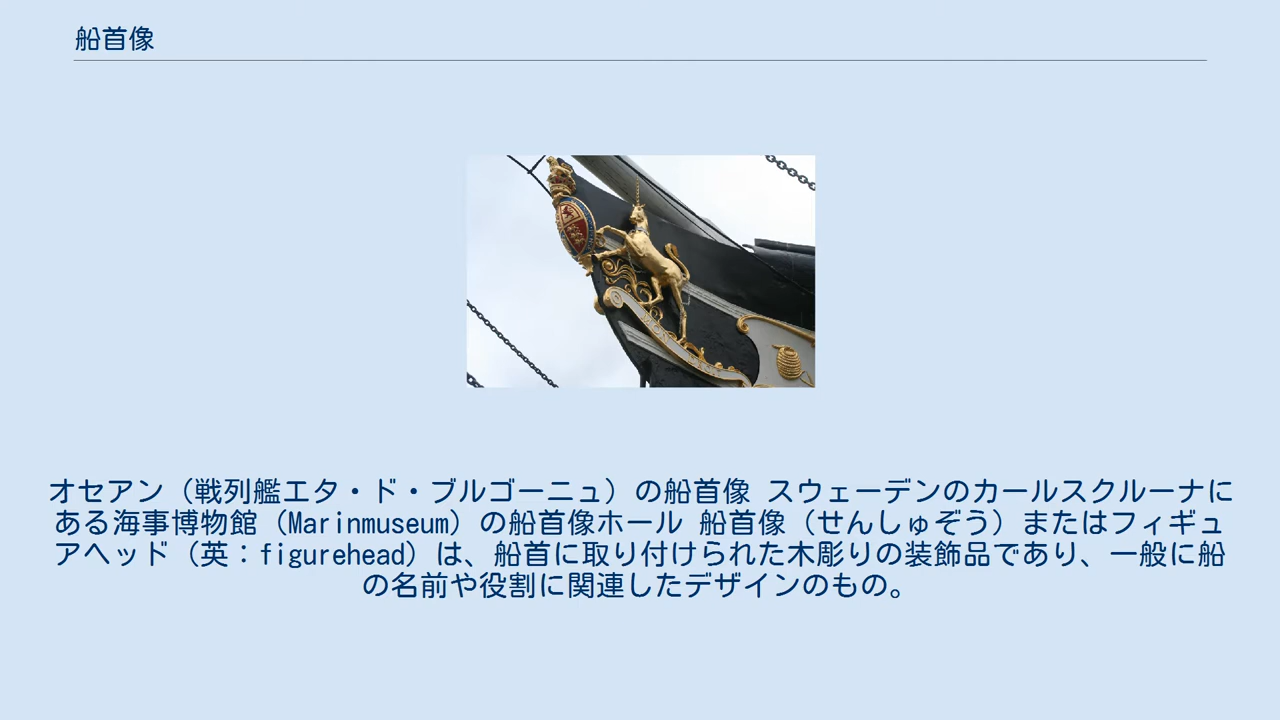 船首像
オセアン（戦列艦エタ・ド・ブルゴーニュ）の船首像 スウェーデンのカールスクルーナに
ある海事博物館（Marinmuseum）の船首像ホール 船首像（せんしゅぞう）またはフィギュ
アヘッド（英：figurehead）は、船首に取り付けられた木彫りの装飾品であり、一般に船
の名前や役割に関連したデザインのもの。